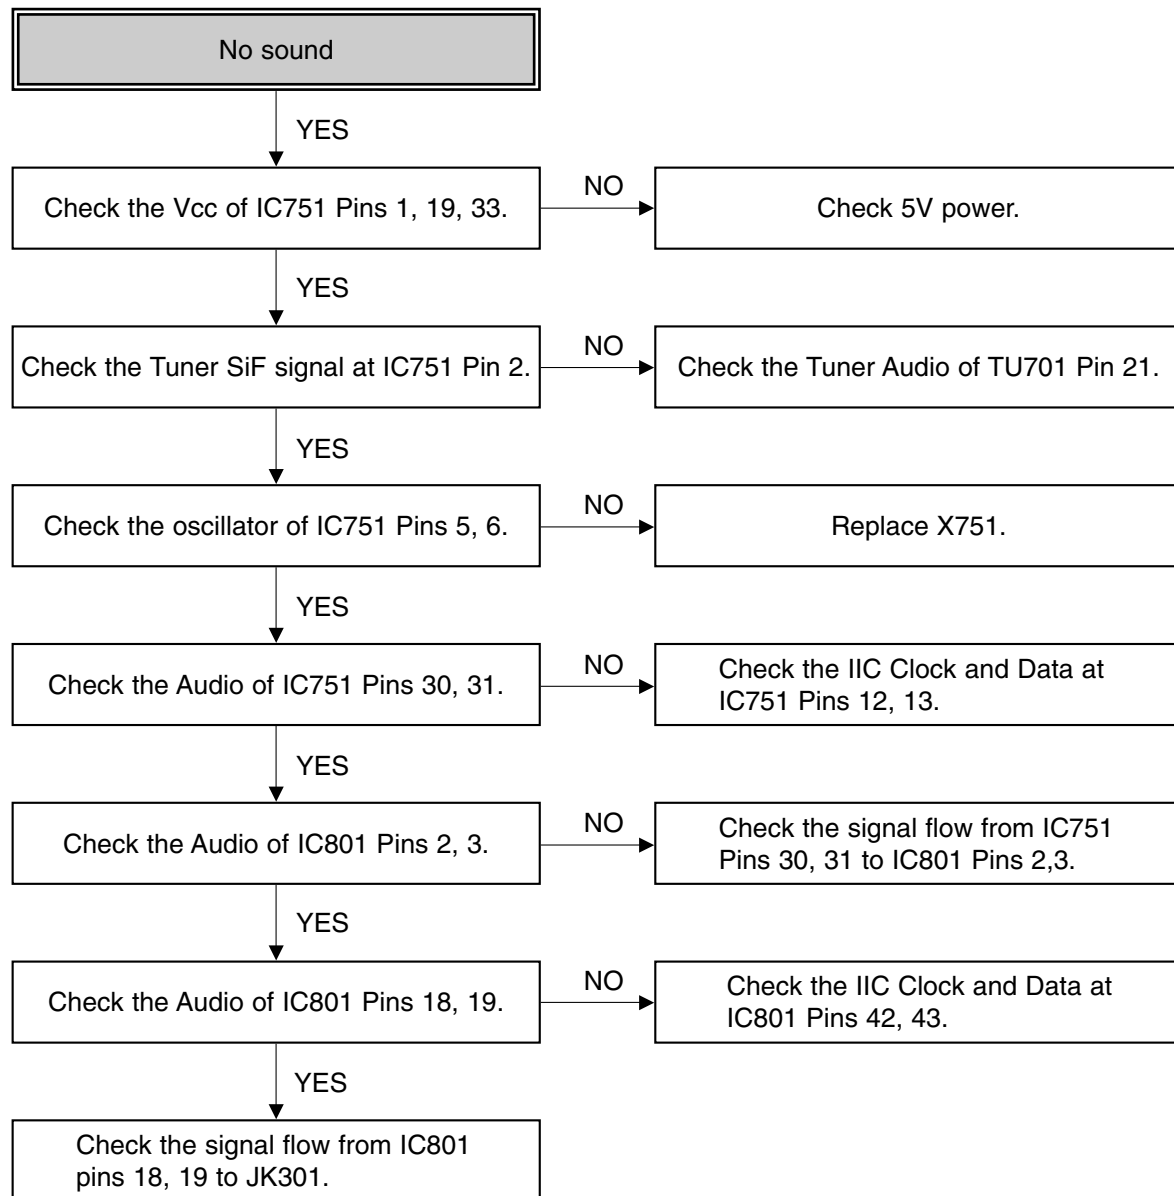 No sound
YES
Check the Vcc of IC751 Pins 1, 19, 33.
NO
Check 5V power.
YES
Check the Tuner SiF signal at IC751 Pin 2.
NO
Check the Tuner Audio of TU701 Pin 21.
YES
Check the oscillator of IC751 Pins 5, 6.
NO
Replace X751.
YES
Check the Audio of IC751 Pins 30, 31.
NO
Check the IIC Clock and Data at
IC751 Pins 12, 13.
YES
Check the Audio of IC801 Pins 2, 3.
NO
Check the signal flow from IC751
Pins 30, 31 to IC801 Pins 2,3.
YES
Check the Audio of IC801 Pins 18, 19.
NO
Check the IIC Clock and Data at
IC801 Pins 42, 43.
YES
Check the signal flow from IC801
pins 18, 19 to JK301.